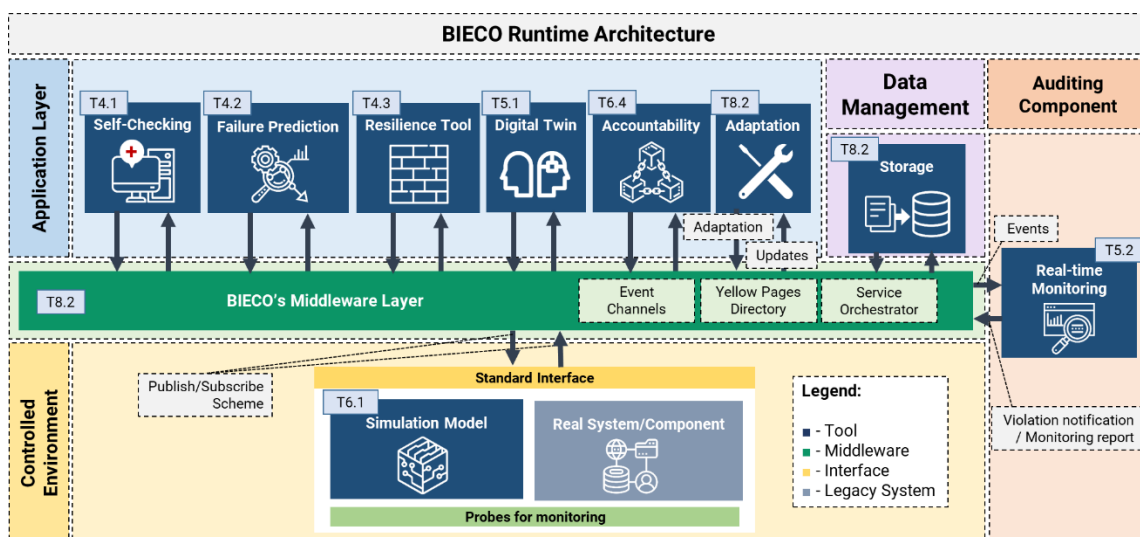 BIECO Runtime Architecture
Application Layer
T4.1
Self-Checking
T4.2
Failure Prediction
T4.3
Resilience Tool
T5.1
Digital Twin
T6.4
Accountability
T8.2
Adaptation
Data
Management
T8.2
Storage
Auditing
Component
Adaptation
Updates
Events
T5.2
Real-time
Monitoring
T8.2
BIECO's Middleware Layer
Event
Channels
Yellow Pages
Directory
Service
Orchestrator
Controlled
Environment
Publish/Subscribe
Scheme
Standard Interface
T6.1
Simulation Model
Real System/Component
Probes for monitoring
Legend:
- Tool
- Middleware
- Interface
- Legacy System
Violation notification
/ Monitoring report